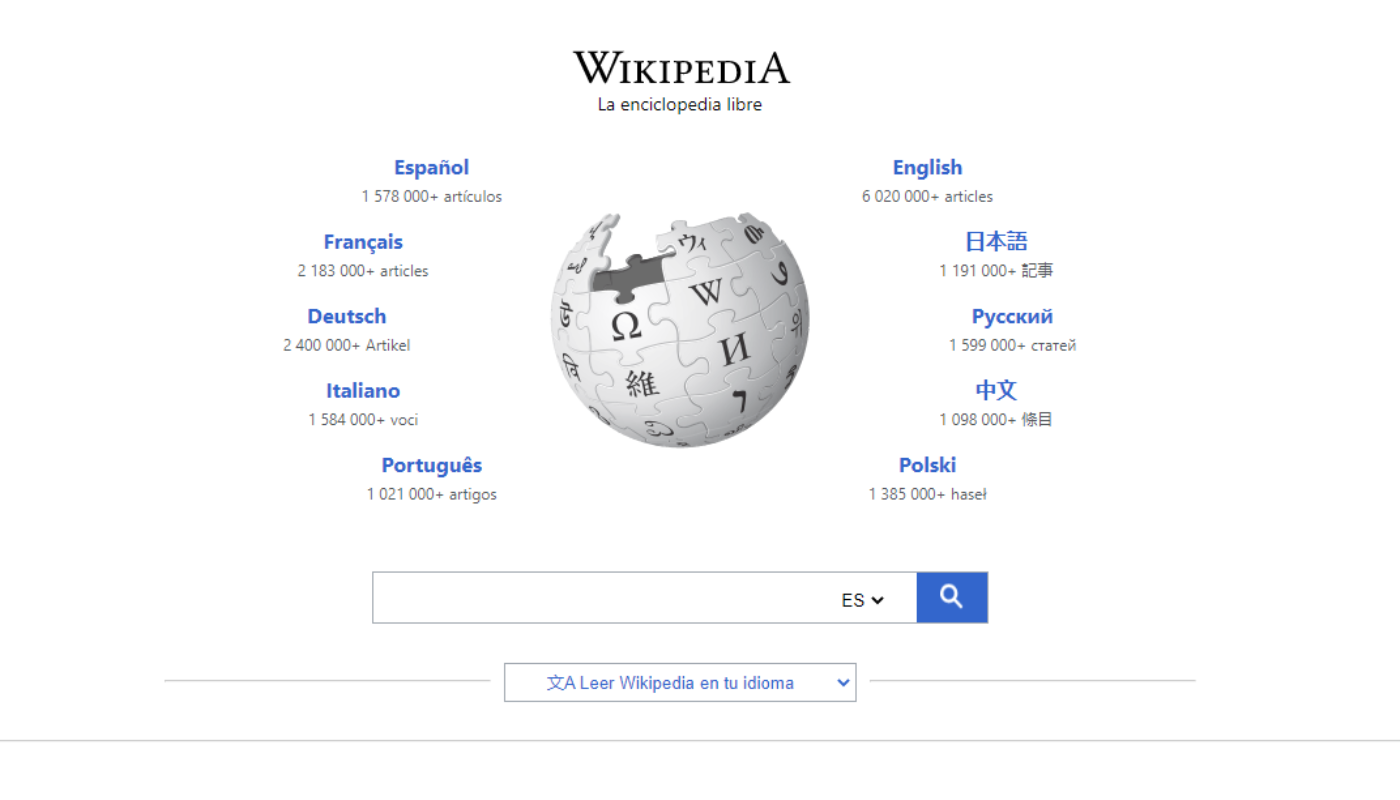 WIKIPEDIA
La enciclopedia libre
Español
1 578 000+ artículos
English
6 020 000+ articles
Français
2 183 000+ articles
日本語
1 191 000+ 記事
Deutsch
2 400 000+ Artikel
Русский
1 599 000+ статей
Italiano
1 584 000+ voci
中文
1 098 000+ 條目
Português
1 021 000+ artigos
Polski
1 385 000+ haseł
ウィ
W
Ω
И
維
ES
文A Leer Wikipedia en tu idioma